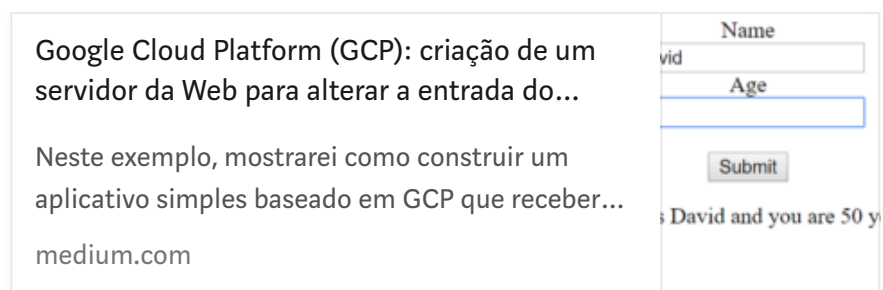 Google Cloud Platform (GCP): criação de um
servidor da Web para alterar a entrada do...
Neste exemplo, mostrarei como construir um
aplicativo simples baseado em GCP que receber...
medium.com
Name
vid
Age
Submit
s David and you are 50 y